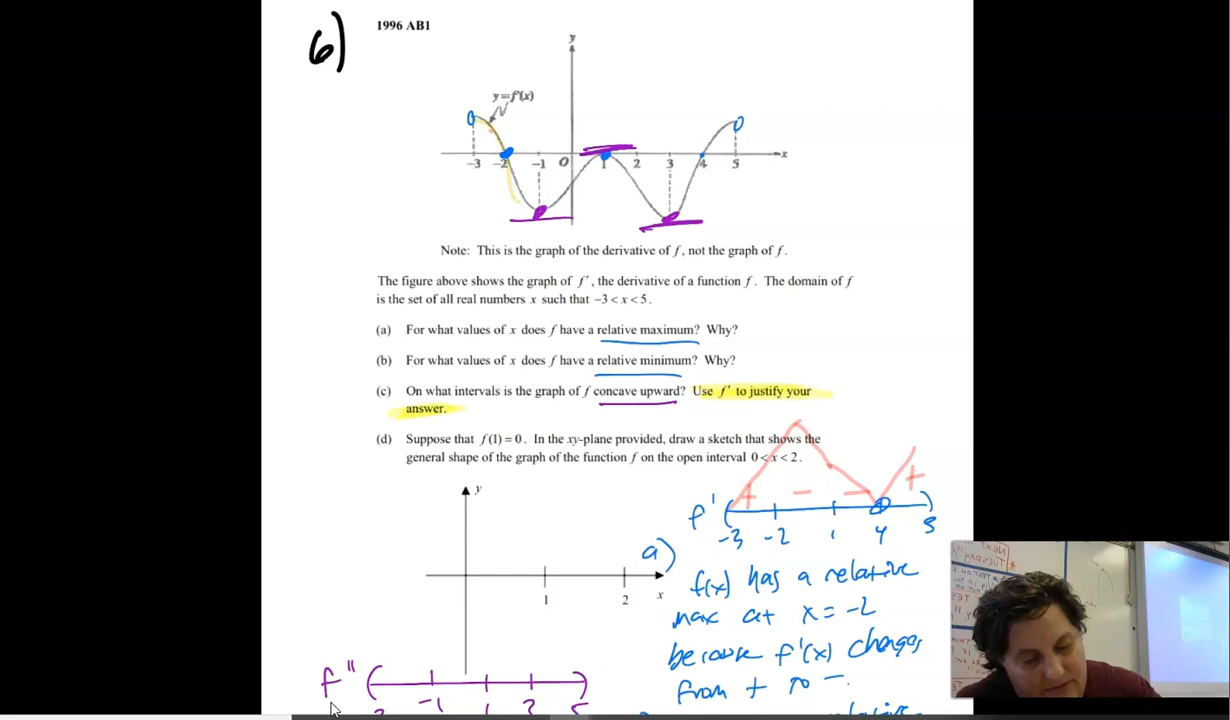 6)
1996 AB1
y
y=f'(x)
-3 -2 -1 O 1 2 3 4 5 x
Note: This is the graph of the derivative of f, not the graph of f.
The figure above shows the graph of f', the derivative of a function f. The domain of f
is the set of all real numbers x such that −3 < x < 5.
(a) For what values of x does f have a relative maximum? Why?
(b) For what values of x does f have a relative minimum? Why?
(c) On what intervals is the graph of f concave upward? Use f' to justify your
answer.
(d) Suppose that f(1) = 0. In the xy-plane provided, draw a sketch that shows the
general shape of the graph of the function f on the open interval 0 < x < 2.
+ − − +
f'
-3 -2 1 4 5
y
1 2 x
a)
f(x) has a relative
max at x = -2
because f'(x) changes
from + to -.
relative
f"
-1 1 3 5